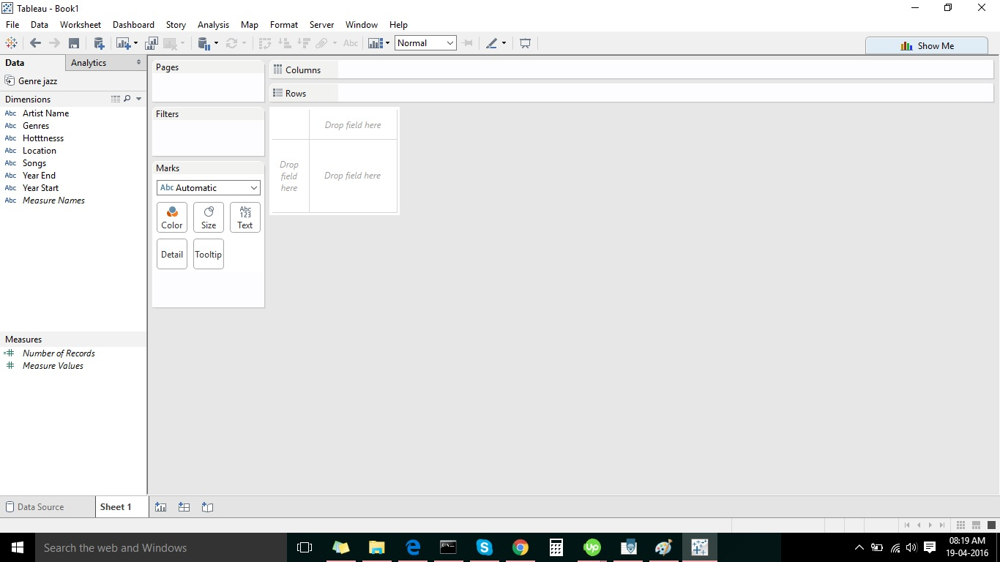 Tableau - Book1
File Data Worksheet Dashboard Story Analysis Map Format Server Window Help
Abc Normal
Show Me
Data Analytics
Genre jazz
Dimensions
Abc Artist Name
Abc Genres
Abc Hotttnesss
Abc Location
Abc Songs
Abc Year End
Abc Year Start
Abc Measure Names
Measures
Number of Records
Measure Values
Pages
Filters
Marks
Abc Automatic
Color Size Abc 123 Text
Detail Tooltip
Columns
Rows
Drop field here
Drop
field
here
Drop field here
Data Source Sheet 1
Search the web and Windows
Up
08:19 AM
19-04-2016